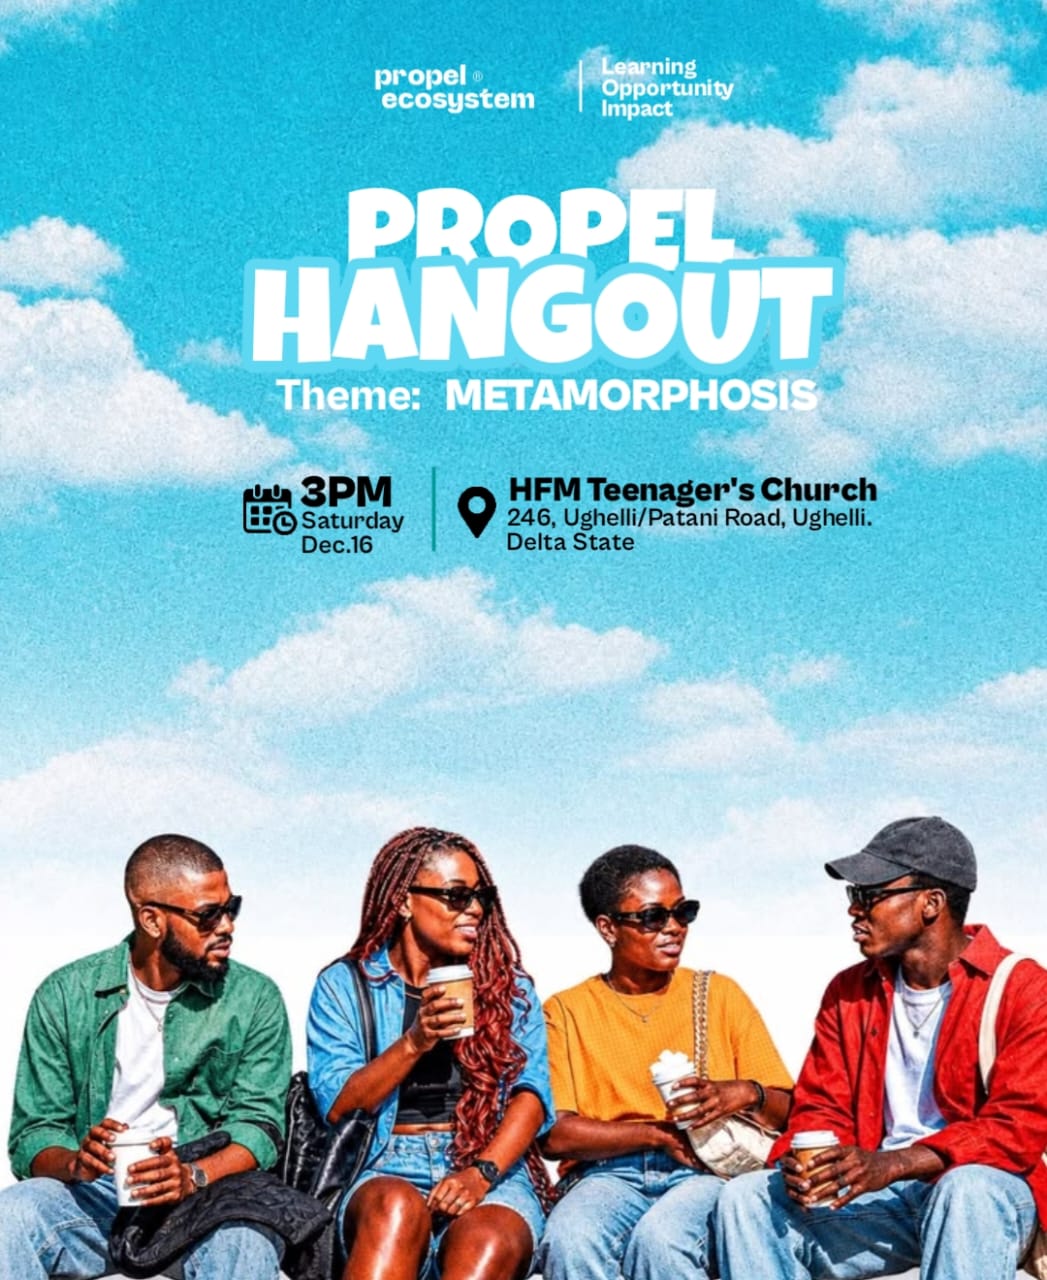 propel ®
ecosystem
Learning
Opportunity
Impact
PROPEL
HANGOUT
Theme: METAMORPHOSIS
3PM
Saturday
Dec.16
HFM Teenager's Church
246, Ughelli/Patani Road, Ughelli.
Delta State